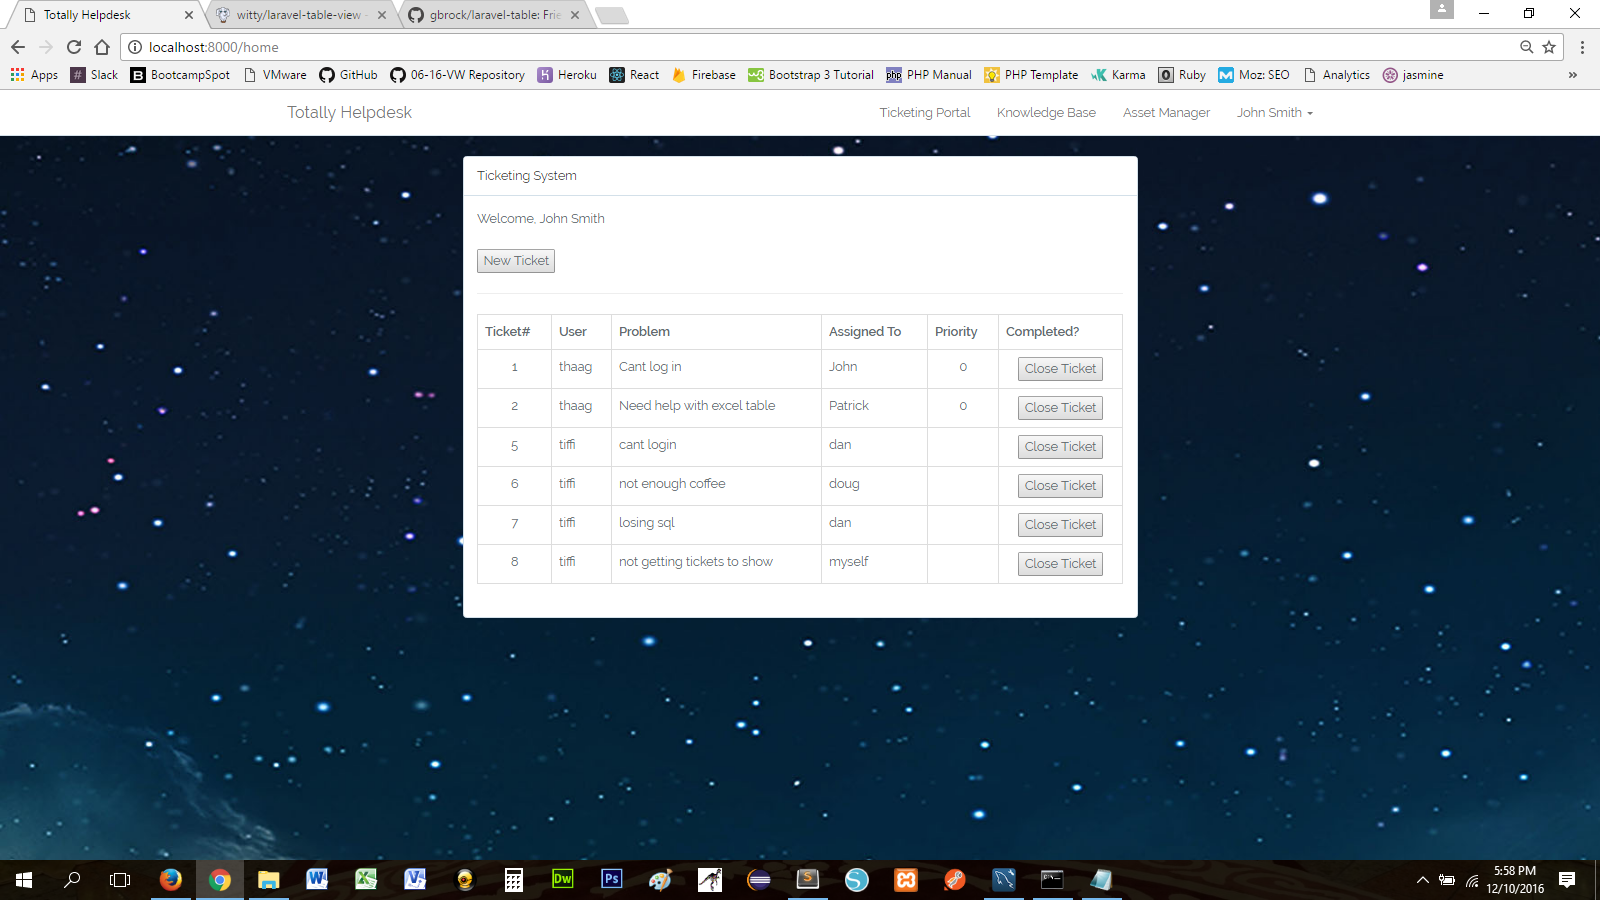 Totally Helpdesk
witty/laravel-table-view -
gbrock/laravel-table: Frie
localhost:8000/home
Apps Slack BootcampSpot VMware GitHub 06-16-VW Repository Heroku React Firebase Bootstrap 3 Tutorial PHP Manual PHP Template Karma Ruby Moz: SEO Analytics jasmine »
Totally Helpdesk Ticketing Portal Knowledge Base Asset Manager John Smith
Ticketing System
Welcome, John Smith
New Ticket
Ticket# User Problem Assigned To Priority Completed?
1 thaag Cant log in John 0 Close Ticket
2 thaag Need help with excel table Patrick 0 Close Ticket
5 tiffi cant login dan Close Ticket
6 tiffi not enough coffee doug Close Ticket
7 tiffi losing sql dan Close Ticket
8 tiffi not getting tickets to show myself Close Ticket
5:58 PM
12/10/2016